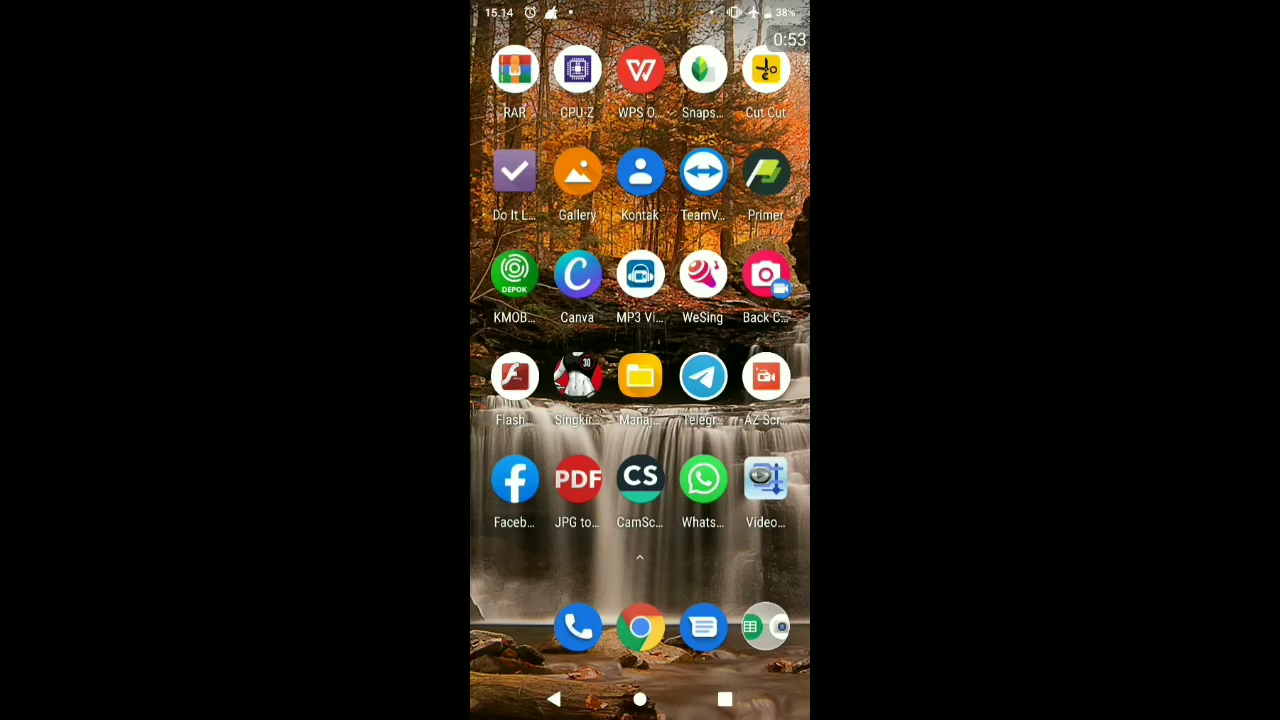 15.14 38%
0:53
RAR CPU-Z WPS O... Snaps... Cut Cut
Do It L... Gallery Kontak TeamV... Primer
DEPOK
KMOB... Canva MP3 Vi... WeSing Back C...
30
Flash... Singkir... Manaj... Telegr... AZ Scr...
PDF CS
Faceb... JPG to... CamSc... Whats... Video...